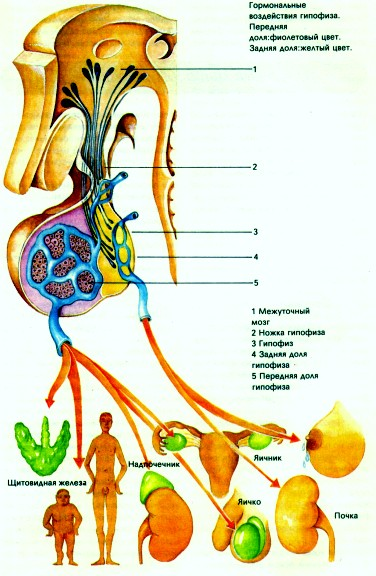 Гормональные
воздействия гипофиза.
Передняя
доля:фиолетовый цвет.
Задняя доля:желтый цвет.
1
2
3
4
5
1 Межуточный
мозг
2 Ножка гипофиза
3 Гипофиз
4 Задняя доля
гипофиза
5 Передняя доля
гипофиза
Щитовидная железа
Надпочечник
Яичник
Яичко
Почка